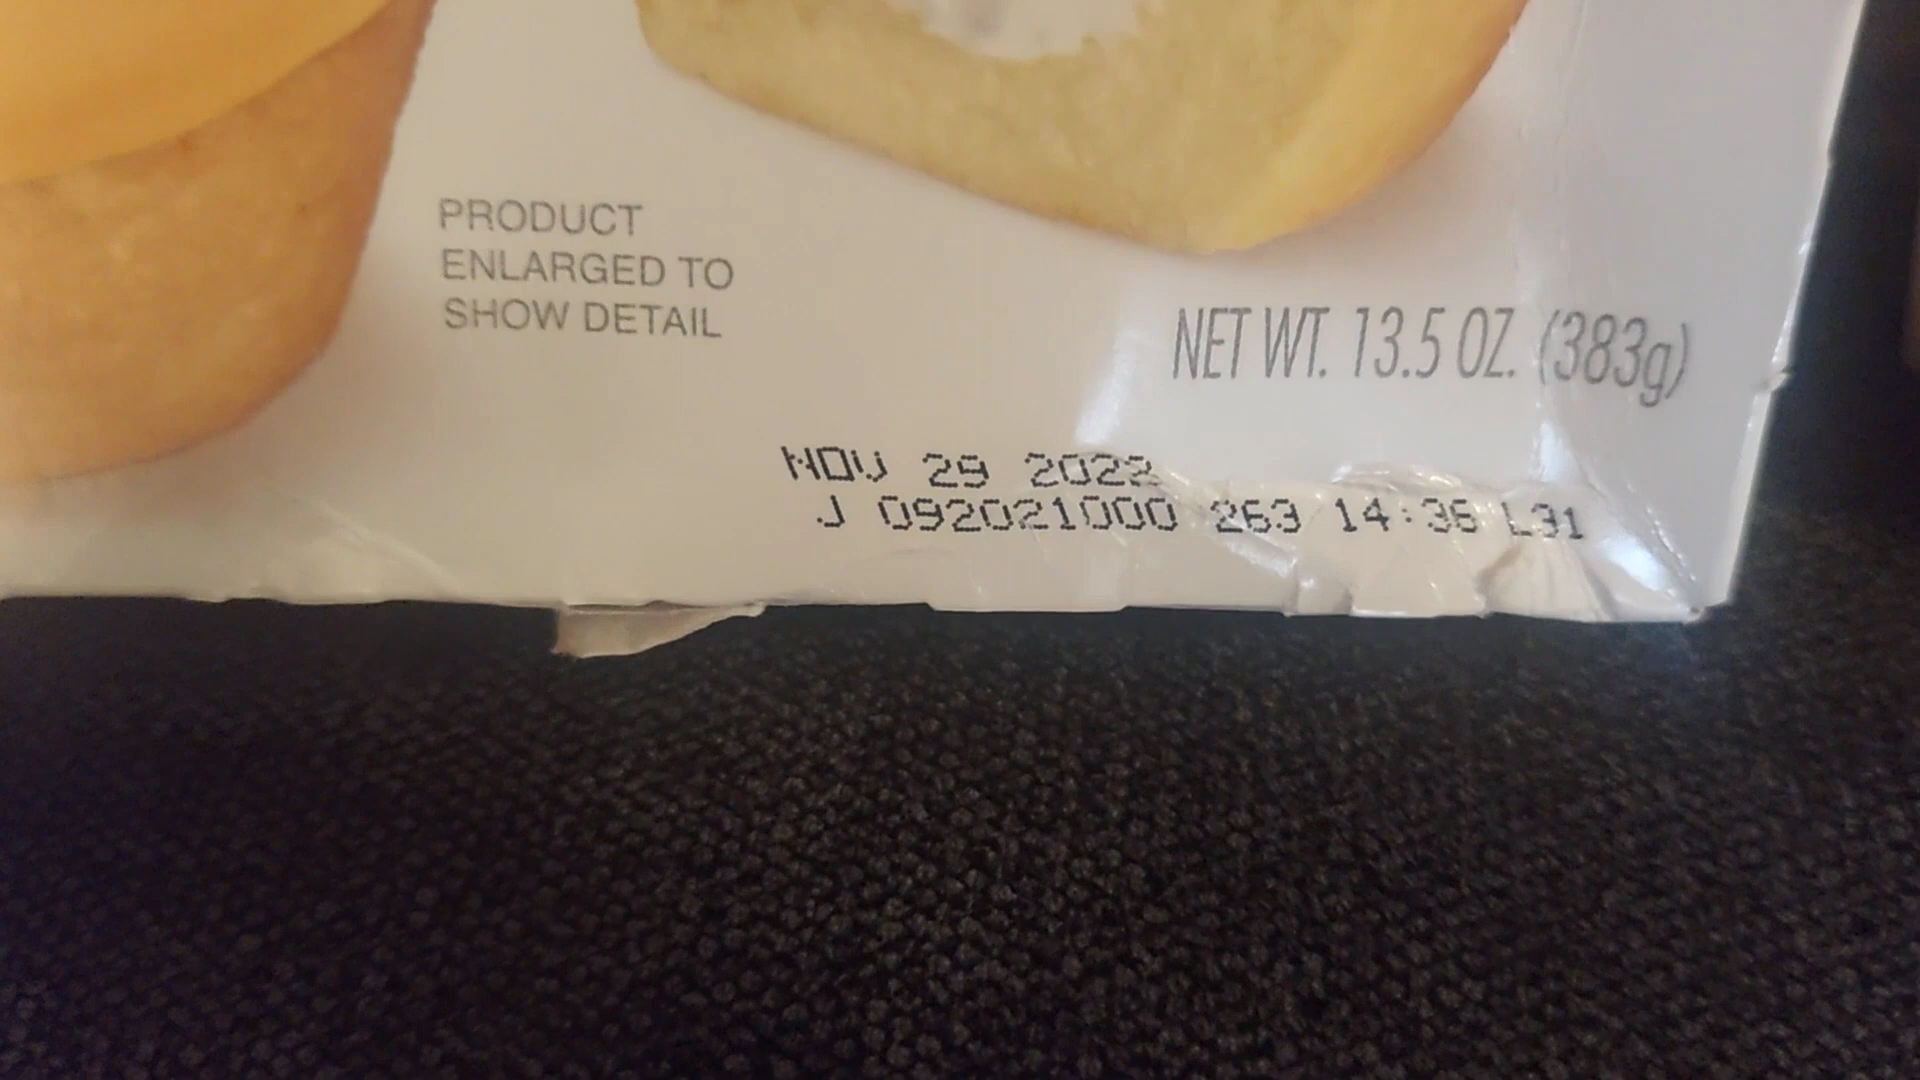 PRODUCT
ENLARGED TO
SHOW DETAIL
NET WT. 13.5 OZ. (383g)
NOV 29 2022
J 092021000 263 14:36 L31